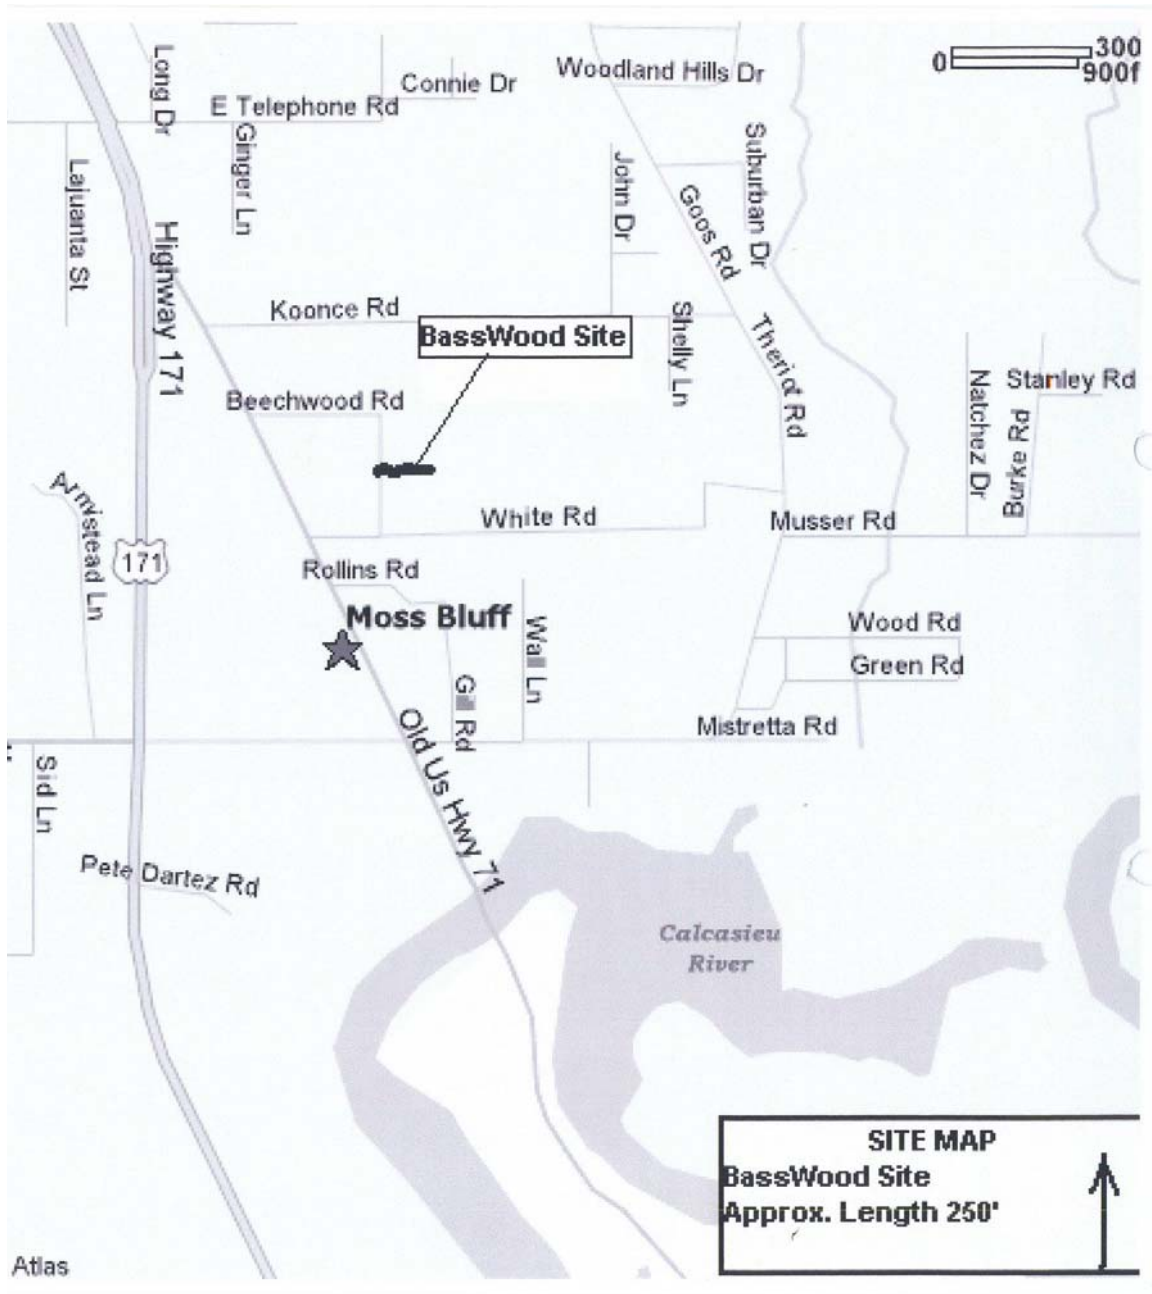 Long Dr
E Telephone Rd
Connie Dr
Woodland Hills Dr
0
300
900f
Lajuanta St
Ginger Ln
Highway 171
John Dr
Goos Rd
Suburban Dr
Koonce Rd
BassWood Site
Shelly Ln
Theriot Rd
Beechwood Rd
Natchez Dr
Stanley Rd
Burke Rd
Armistead Ln
171
White Rd
Musser Rd
Rollins Rd
Moss Bluff
Wall Ln
Gill Rd
Wood Rd
Green Rd
Mistretta Rd
Old Us Hwy 71
Sid Ln
Pete Dartez Rd
Calcasieu
River
SITE MAP
BassWood Site
Approx. Length 250'
Atlas